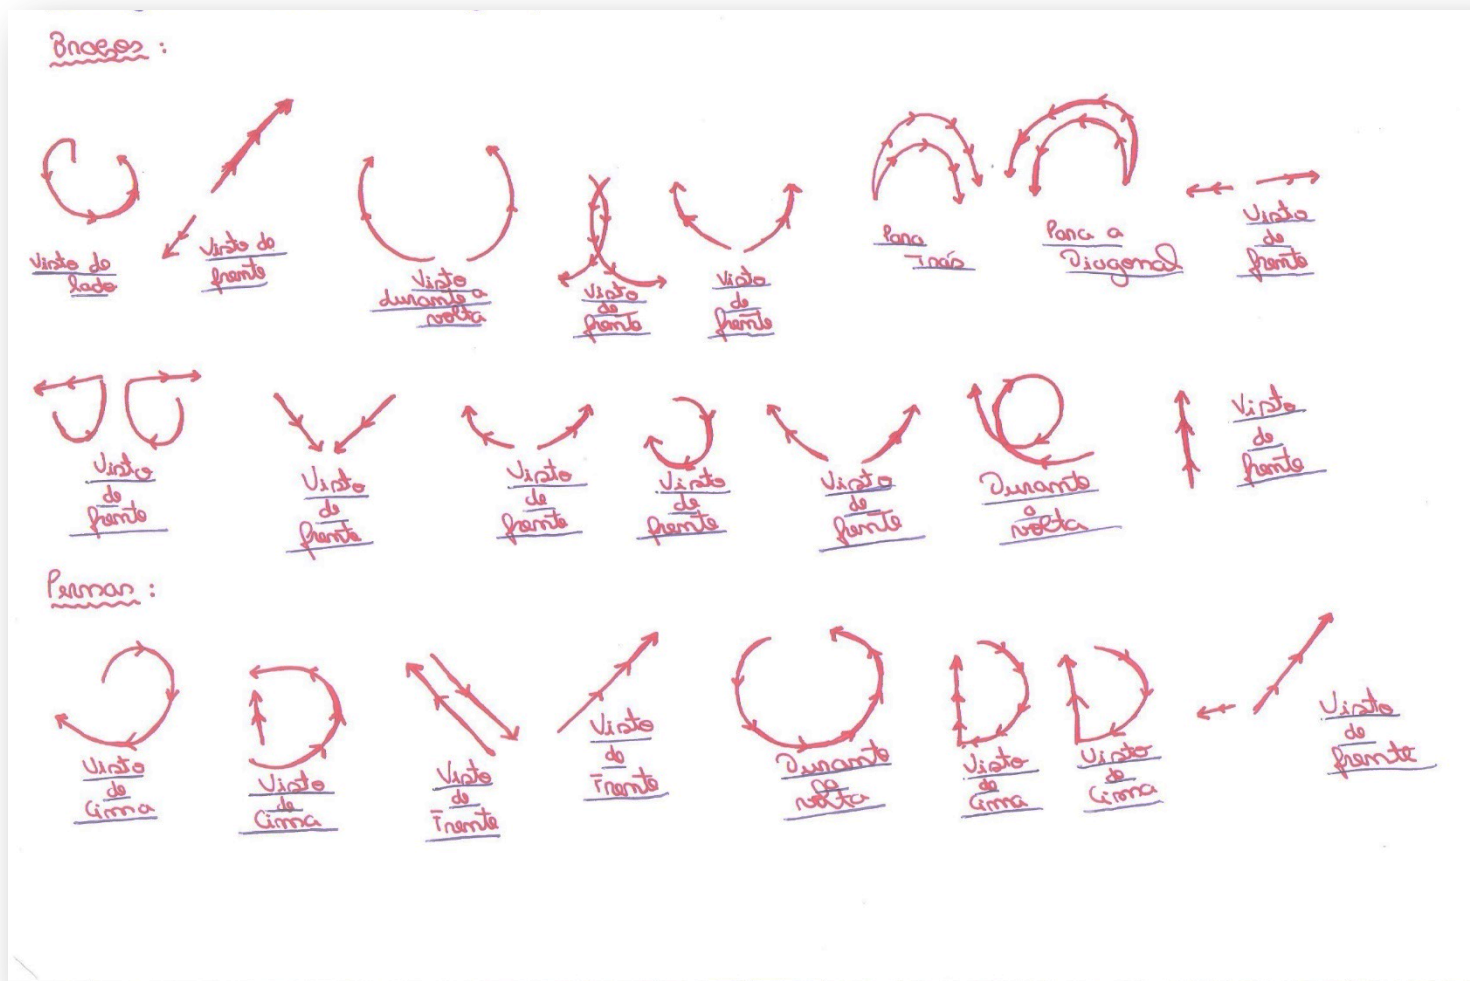 Braços :
Visto de
lado
Visto de
frente
Visto
durante a
volta
Visto
de
frente
Visto
de
frente
Para
Trás
Para a
Diagonal
Visto
de
frente
Visto
de
frente
Visto
de
frente
Visto
de
frente
Visto
de
frente
Visto
de
frente
Durante
a
volta
Visto
de
frente
Pernas :
Visto
de
Cima
Visto
de
Cima
Visto
de
Frente
Visto
de
Frente
Durante
a
volta
Visto
de
Cima
Visto
de
Cima
Visto
de
frente